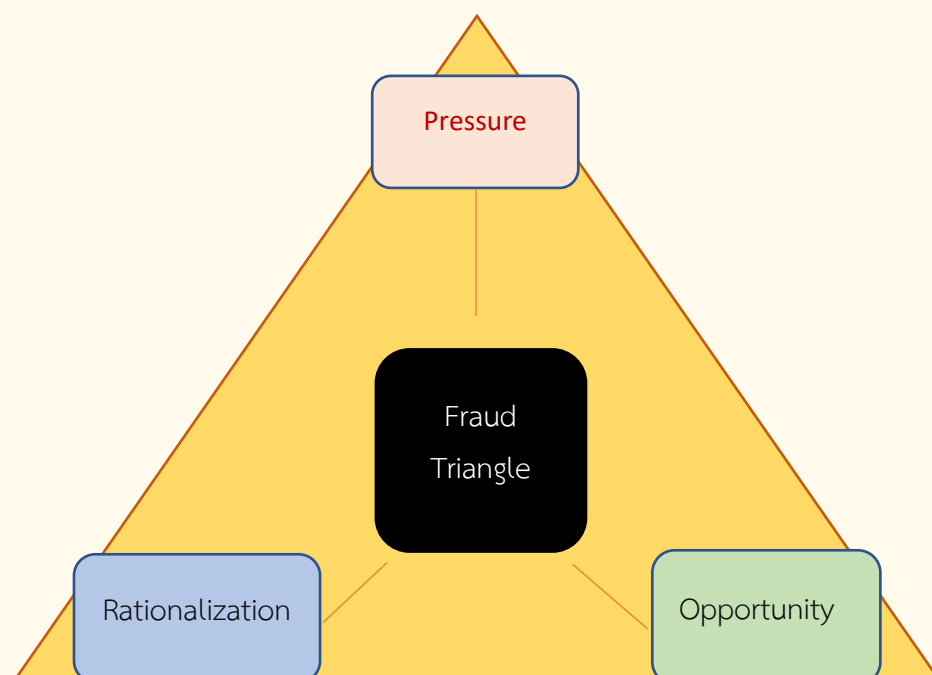 Pressure
Fraud
Triangle
Rationalization
Opportunity